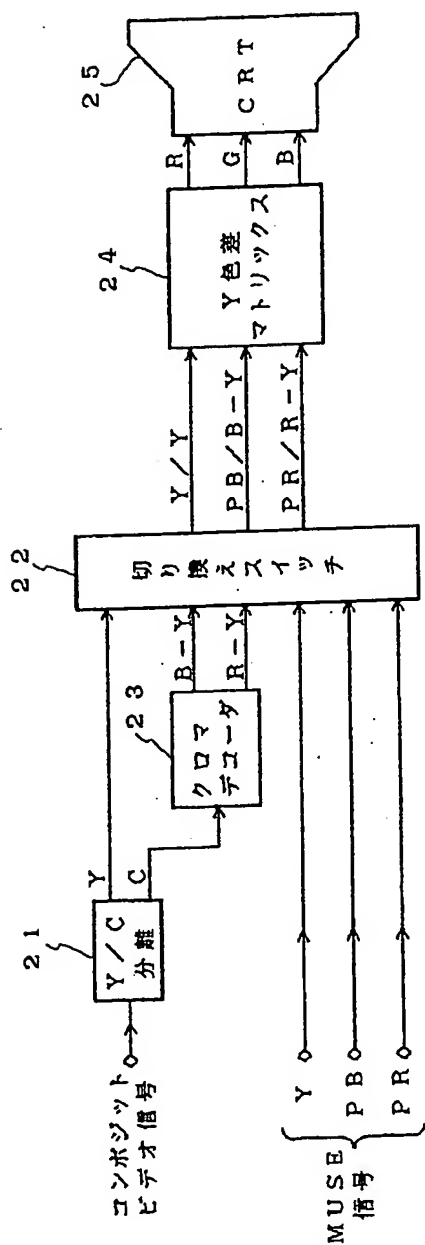 コンポジット
ビデオ信号
21
Y/C
分離
Y
C
23
クロマ
デコーダ
B-Y
R-Y
22
切り換えスイッチ
Y/Y
PB/B-Y
PR/R-Y
24
Y色差
マトリックス
R
G
B
25
CRT
MUSE
信号
Y
PB
PR